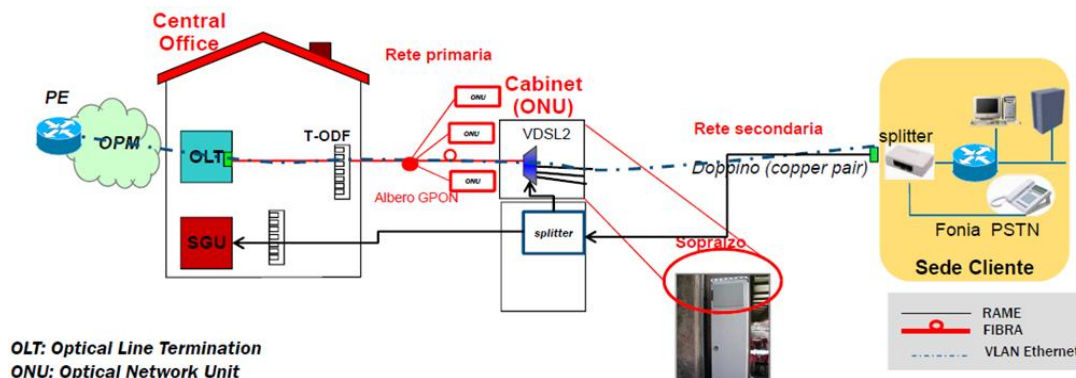 Central
Office
Rete primaria
Cabinet
(ONU)
PE
OPM
OLT
T-ODF
ONU
ONU
ONU
VDSL2
Albero GPON
Rete secondaria
Doppino (copper pair)
splitter
Fonia PSTN
Sede Cliente
SGU
splitter
Sopralzo
RAME
FIBRA
VLAN Ethernet
OLT: Optical Line Termination
ONU: Optical Network Unit